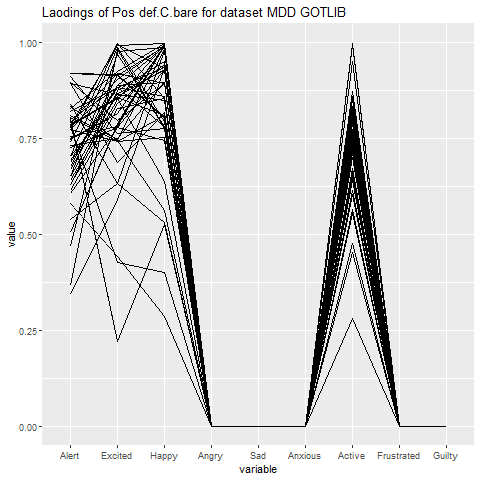 Laodings of Pos def.C.bare for dataset MDD GOTLIB
1.00
0.75
0.50
0.25
0.00
value
Alert Excited Happy Angry Sad Anxious Active Frustrated Guilty
variable